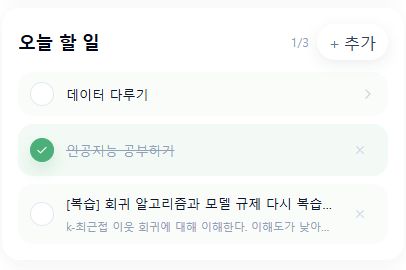 오늘 할 일
1/3
+ 추가
데이터 다루기
인공지능 공부하기
[복습] 회귀 알고리즘과 모델 규제 다시 복습...
k-최근접 이웃 회귀에 대해 이해한다. 이해도가 낮아...